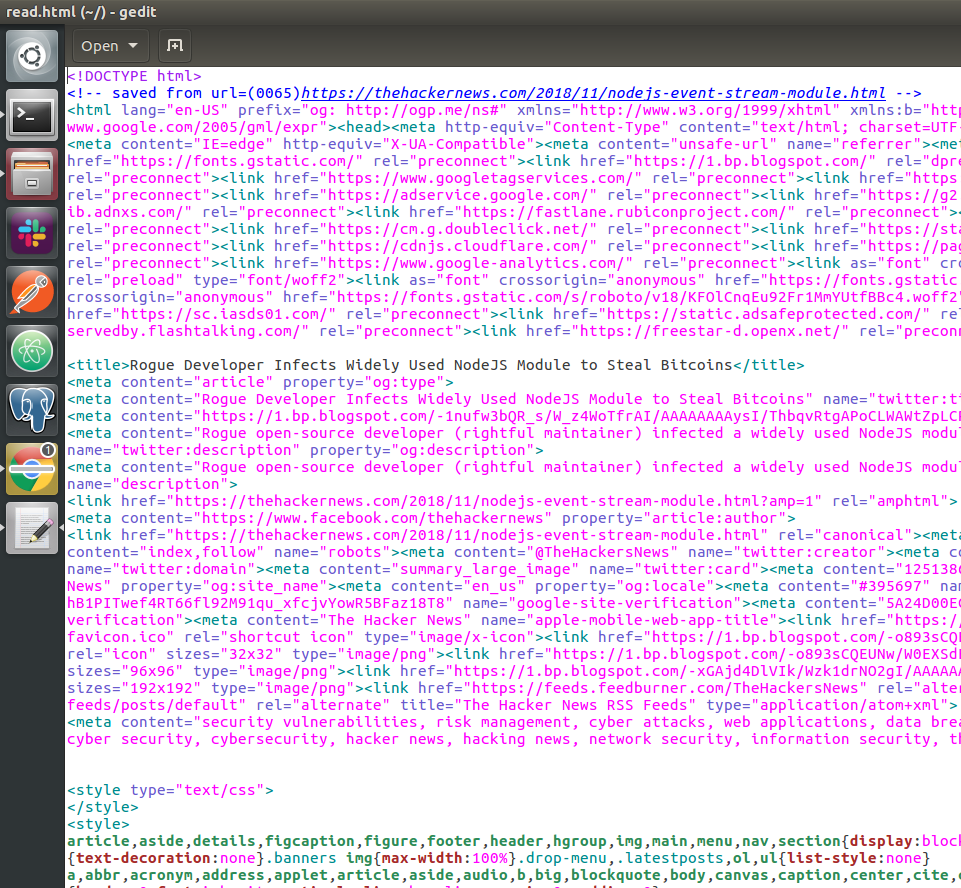 read.html (~/) - gedit
Open
<!DOCTYPE html>
<!-- saved from url=(0065)https://thehackernews.com/2018/11/nodejs-event-stream-module.html -->
<html lang="en-US" prefix="og: http://ogp.me/ns#" xmlns="http://www.w3.org/1999/xhtml" xmlns:b="http
www.google.com/2005/gml/expr"><head><meta http-equiv="Content-Type" content="text/html; charset=UTF-
<meta content="IE=edge" http-equiv="X-UA-Compatible"><meta content="unsafe-url" name="referrer"><met
href="https://fonts.gstatic.com/" rel="preconnect"><link href="https://1.bp.blogspot.com/" rel="dpre
rel="preconnect"><link href="https://www.googletagservices.com/" rel="preconnect"><link href="https
rel="preconnect"><link href="https://adservice.google.com/" rel="preconnect"><link href="https://g2
ib.adnxs.com/" rel="preconnect"><link href="https://fastlane.rubiconproject.com/" rel="preconnect"><
rel="preconnect"><link href="https://cm.g.doubleclick.net/" rel="preconnect"><link href="https://sta
rel="preconnect"><link href="https://cdnjs.cloudflare.com/" rel="preconnect"><link href="https://pag
rel="preconnect"><link href="https://www.google-analytics.com/" rel="preconnect"><link as="font" cro
rel="preload" type="font/woff2"><link as="font" crossorigin="anonymous" href="https://fonts.gstatic
crossorigin="anonymous" href="https://fonts.gstatic.com/s/roboto/v18/KFOlCnqEu92Fr1MmYUtfBBc4.woff2"
href="https://sc.iasds01.com/" rel="preconnect"><link href="https://static.adsafeprotected.com/" rel
servedby.flashtalking.com/" rel="preconnect"><link href="https://freestar-d.openx.net/" rel="preconn
<title>Rogue Developer Infects Widely Used NodeJS Module to Steal Bitcoins</title>
<meta content="article" property="og:type">
<meta content="Rogue Developer Infects Widely Used NodeJS Module to Steal Bitcoins" name="twitter:ti
<meta content="https://1.bp.blogspot.com/-1nufw3bQR_s/W_z4WoTfrAI/AAAAAAAAysI/ThbqvRtgAPoCLWAWtZpLCP
<meta content="Rogue open-source developer (rightful maintainer) infected a widely used NodeJS modul
name="twitter:description" property="og:description">
<meta content="Rogue open-source developer (rightful maintainer) infected a widely used NodeJS modul
name="description">
<link href="https://thehackernews.com/2018/11/nodejs-event-stream-module.html?amp=1" rel="amphtml">
<meta content="https://www.facebook.com/thehackernews" property="article:author">
<link href="https://thehackernews.com/2018/11/nodejs-event-stream-module.html" rel="canonical"><meta
content="index,follow" name="robots"><meta content="@TheHackersNews" name="twitter:creator"><meta co
name="twitter:domain"><meta content="summary_large_image" name="twitter:card"><meta content="125138
News" property="og:site_name"><meta content="en_us" property="og:locale"><meta content="#395697" nam
hB1PITwef4RT66fl92M91qu_xfcjvYowR5BFaz18T8" name="google-site-verification"><meta content="5A24D00E
verification"><meta content="The Hacker News" name="apple-mobile-web-app-title"><link href="https:/
favicon.ico" rel="shortcut icon" type="image/x-icon"><link href="https://1.bp.blogspot.com/-o893sCQE
rel="icon" sizes="32x32" type="image/png"><link href="https://1.bp.blogspot.com/-o893sCQEUNw/W0EXSd
sizes="96x96" type="image/png"><link href="https://1.bp.blogspot.com/-xGAjd4DlVIk/Wzk1drNO2gI/AAAAAA
sizes="192x192" type="image/png"><link href="https://feeds.feedburner.com/TheHackersNews" rel="alter
feeds/posts/default" rel="alternate" title="The Hacker News RSS Feeds" type="application/atom+xml">
<meta content="security vulnerabilities, risk management, cyber attacks, web applications, data brea
cyber security, cybersecurity, hacker news, hacking news, network security, information security, th
<style type="text/css">
</style>
<style>
article,aside,details,figcaption,figure,footer,header,hgroup,img,main,menu,nav,section{display:block
{text-decoration:none}.banners img{max-width:100%}.drop-menu,.latestposts,ol,ul{list-style:none}
a,abbr,acronym,address,applet,article,aside,audio,b,big,blockquote,body,canvas,caption,center,cite,c